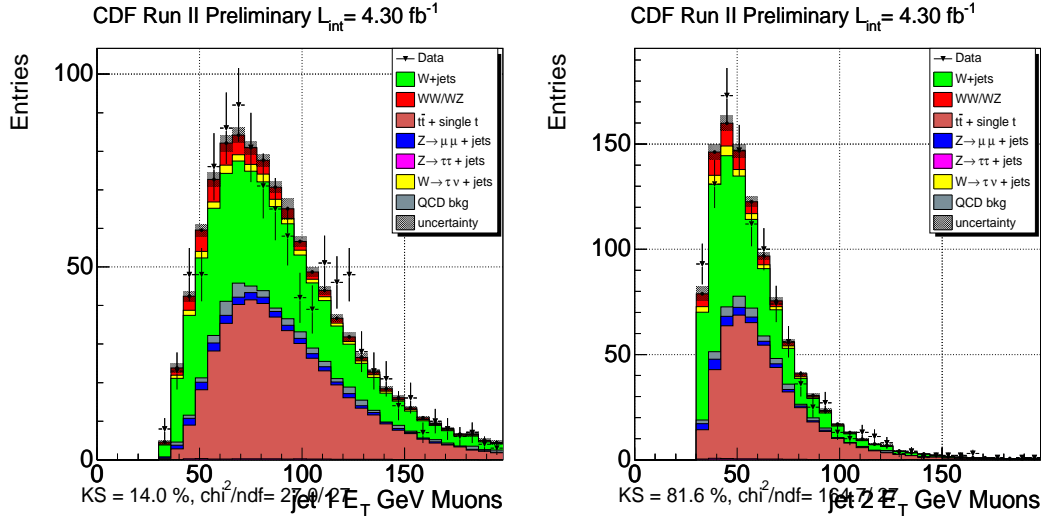 CDF Run II Preliminary L_int = 4.30 fb^-1
Entries
100
50
0
0 50 100 150
Data
W+jets
WW/WZ
tt̄ + single t
Z→μμ + jets
Z→ττ + jets
W→τν + jets
QCD bkg
uncertainty
KS = 14.0 %, chi²/ndf=
jet 1 E_T GeV Muons
CDF Run II Preliminary L_int = 4.30 fb^-1
Entries
150
100
50
0
0 50 100 150
Data
W+jets
WW/WZ
tt̄ + single t
Z→μμ + jets
Z→ττ + jets
W→τν + jets
QCD bkg
uncertainty
KS = 81.6 %, chi²/ndf=
jet 2 E_T GeV Muons